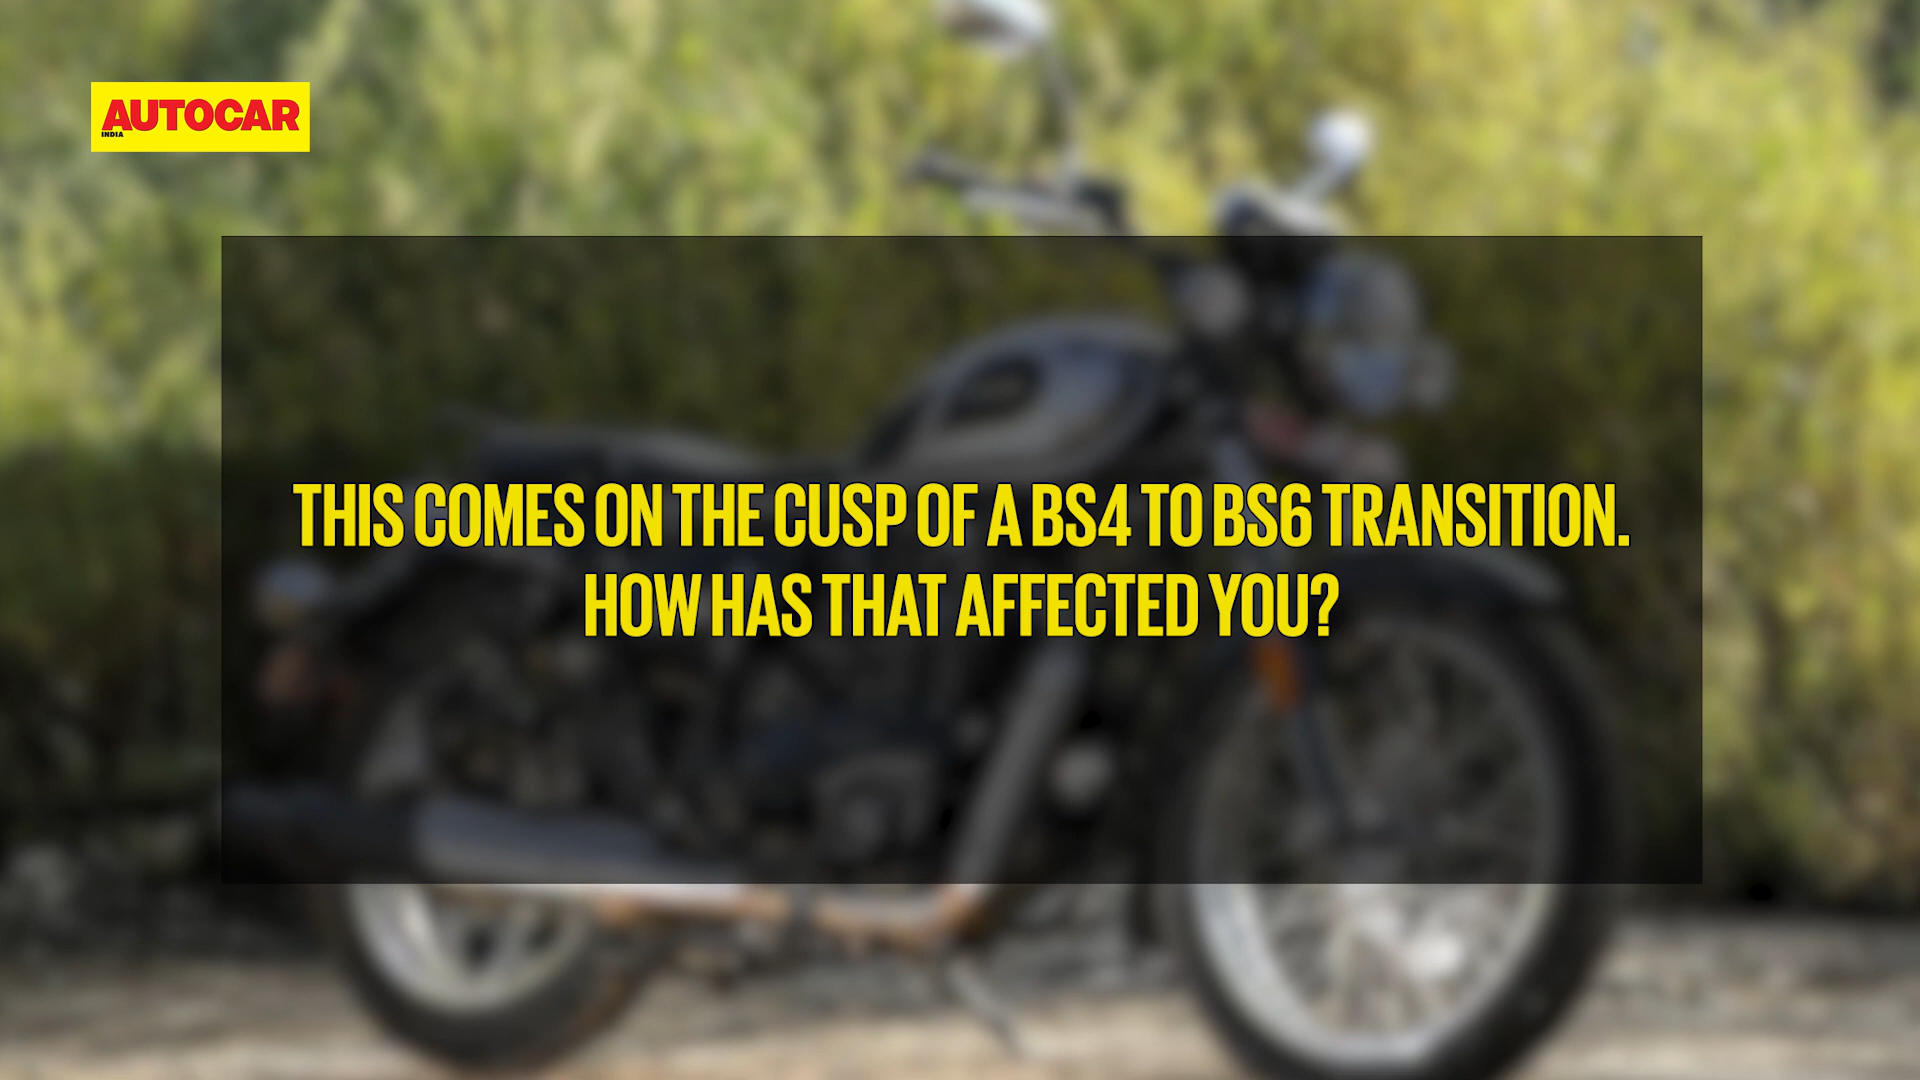 AUTOCAR
INDIA
THIS COMES ON THE CUSP OF A BS4 TO BS6 TRANSITION.
HOW HAS THAT AFFECTED YOU?